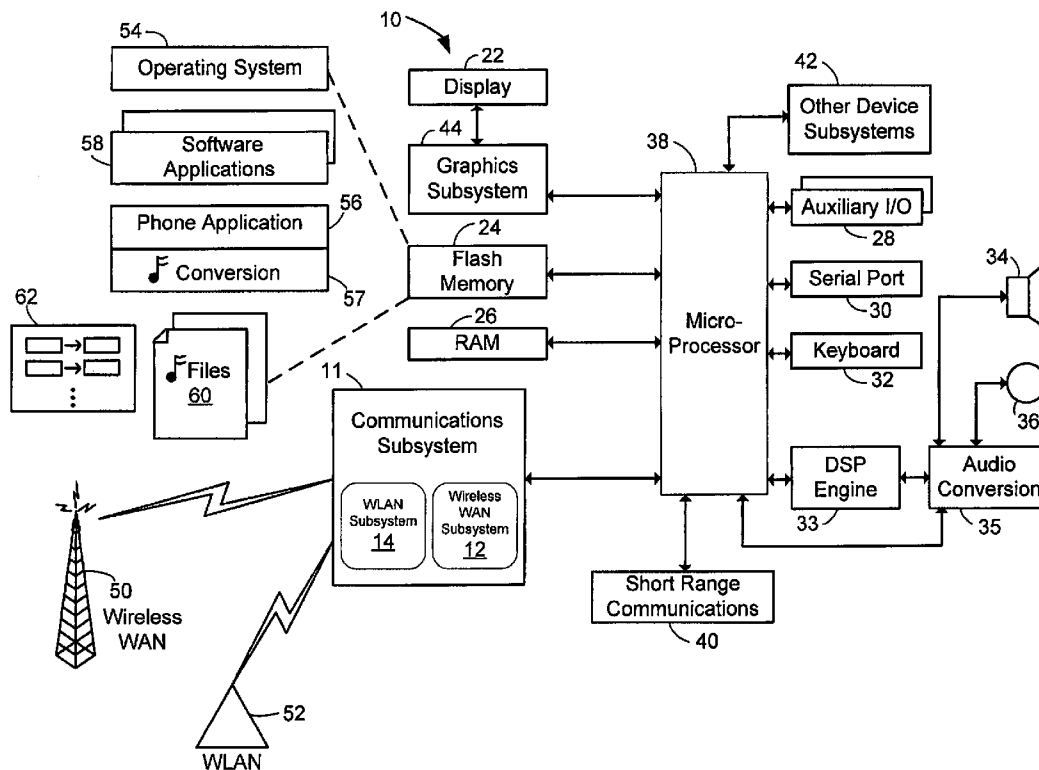 10
54
Operating System
22
Display
42
Other Device
Subsystems
58
Software
Applications
44
Graphics
Subsystem
38
Micro-
Processor
Auxiliary I/O
28
56
Phone Application
Conversion
57
24
Flash
Memory
Serial Port
30
34
62
Files
60
26
RAM
Keyboard
32
36
11
Communications
Subsystem
WLAN
Subsystem
14
Wireless
WAN
Subsystem
12
DSP
Engine
33
Audio
Conversion
35
50
Wireless
WAN
Short Range
Communications
40
52
WLAN